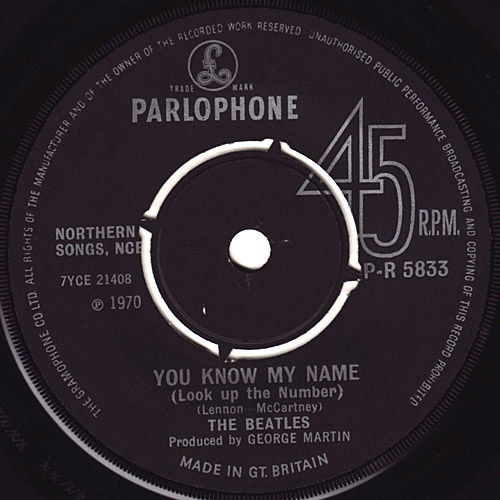 THE GRAMOPHONE CO LTD ALL RIGHTS OF THE MANUFACTURER AND OF THE OWNER OF THE RECORDED WORK RESERVED UNAUTHORISED PUBLIC PERFORMANCE BROADCASTING AND COPYING OF THIS RECORD PROHIBITED
£
TRADE MARK
PARLOPHONE
45
R.P.M.
NORTHERN
SONGS, NCB
7YCE 21408
℗ 1970
P-R 5833
YOU KNOW MY NAME
(Look up the Number)
(Lennon—McCartney)
THE BEATLES
Produced by GEORGE MARTIN
MADE IN GT. BRITAIN